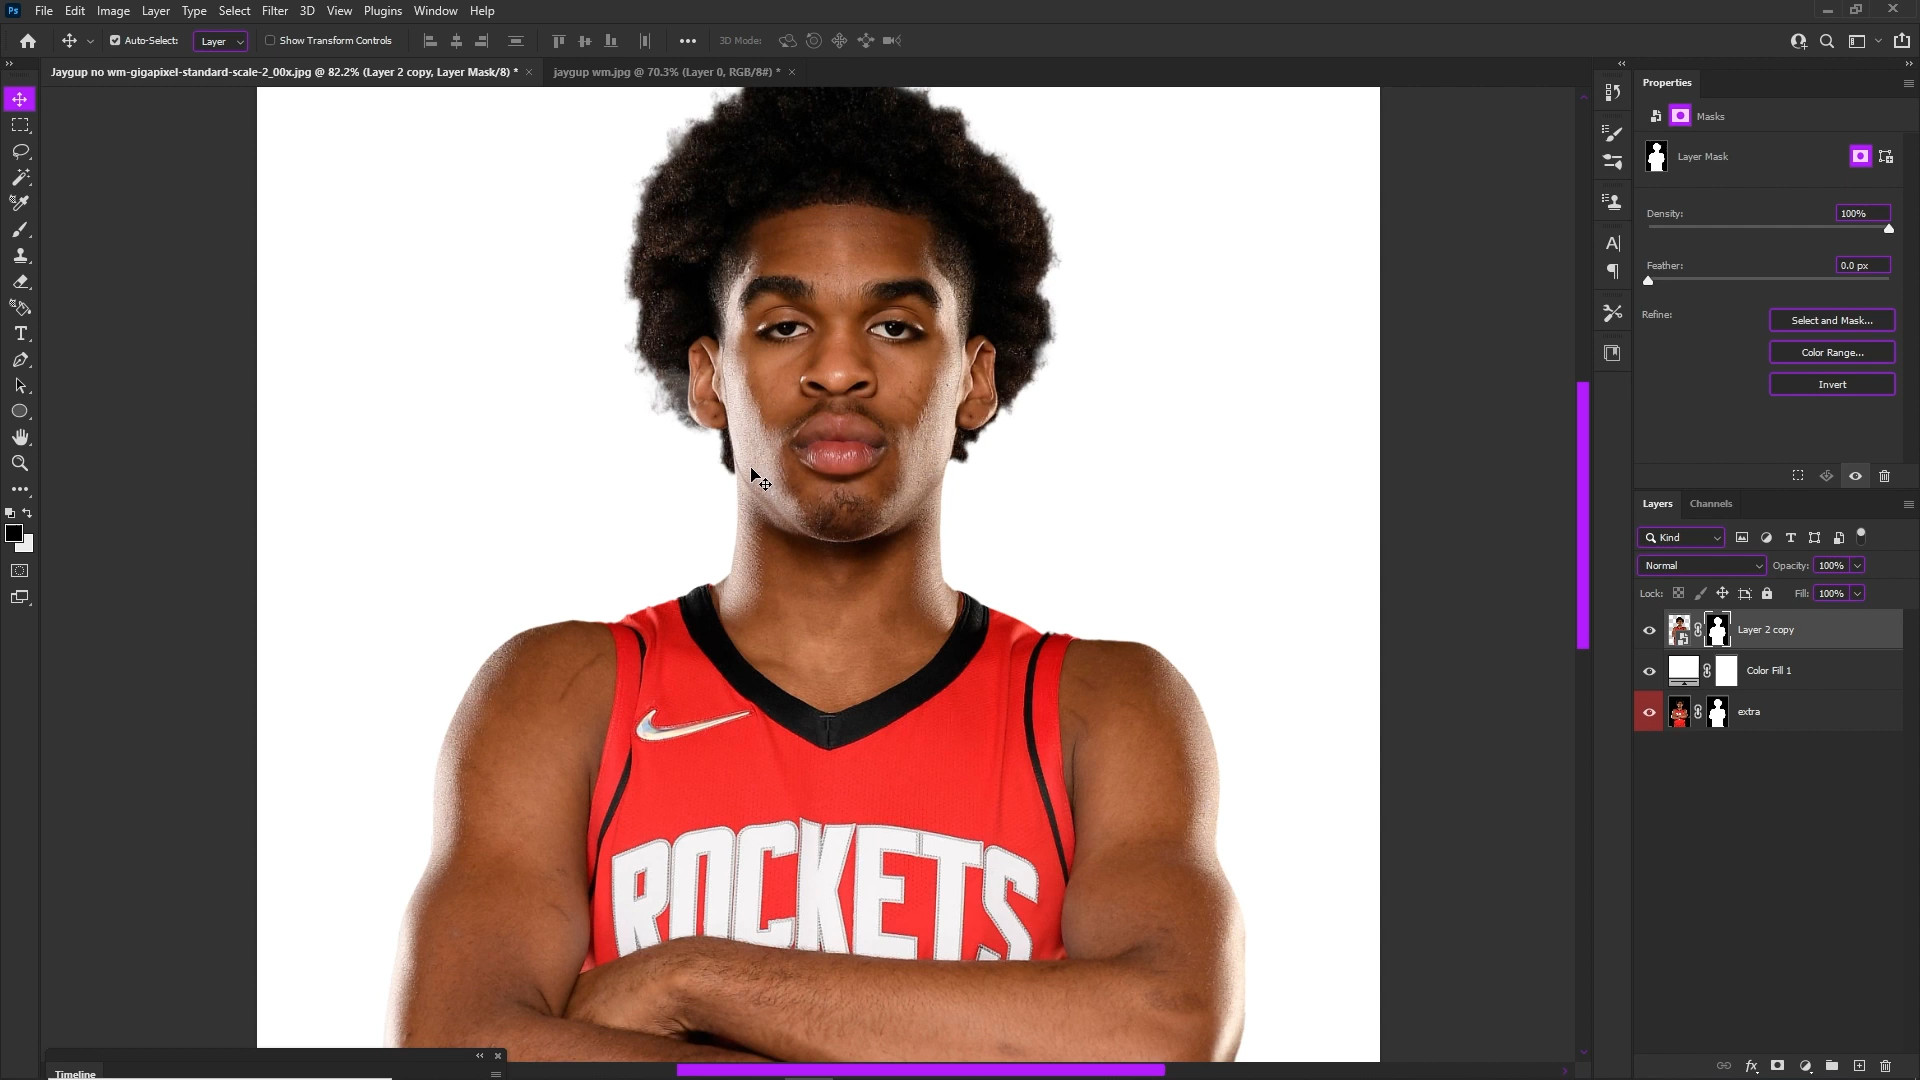 Ps File Edit Image Layer Type Select Filter 3D View Plugins Window Help
Auto-Select: Layer Show Transform Controls 3D Mode:
Jaygup no wm-gigapixel-standard-scale-2_00x.jpg @ 82.2% (Layer 2 copy, Layer Mask/8) * jaygup wm.jpg @ 70.3% (Layer 0, RGB/8#) *
Properties
Masks
Layer Mask
Density: 100%
Feather: 0.0 px
Refine: Select and Mask...
Color Range...
Invert
Layers Channels
Kind
Normal Opacity: 100%
Lock: Fill: 100%
Layer 2 copy
Color Fill 1
extra
ROCKETS
Timeline